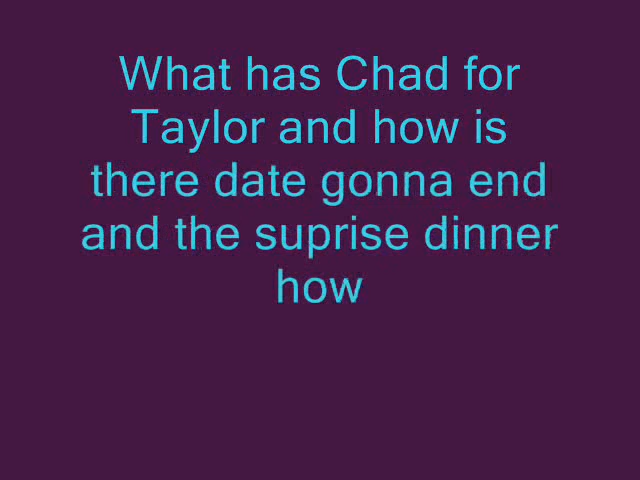 What has Chad for
Taylor and how is
there date gonna end
and the suprise dinner
how